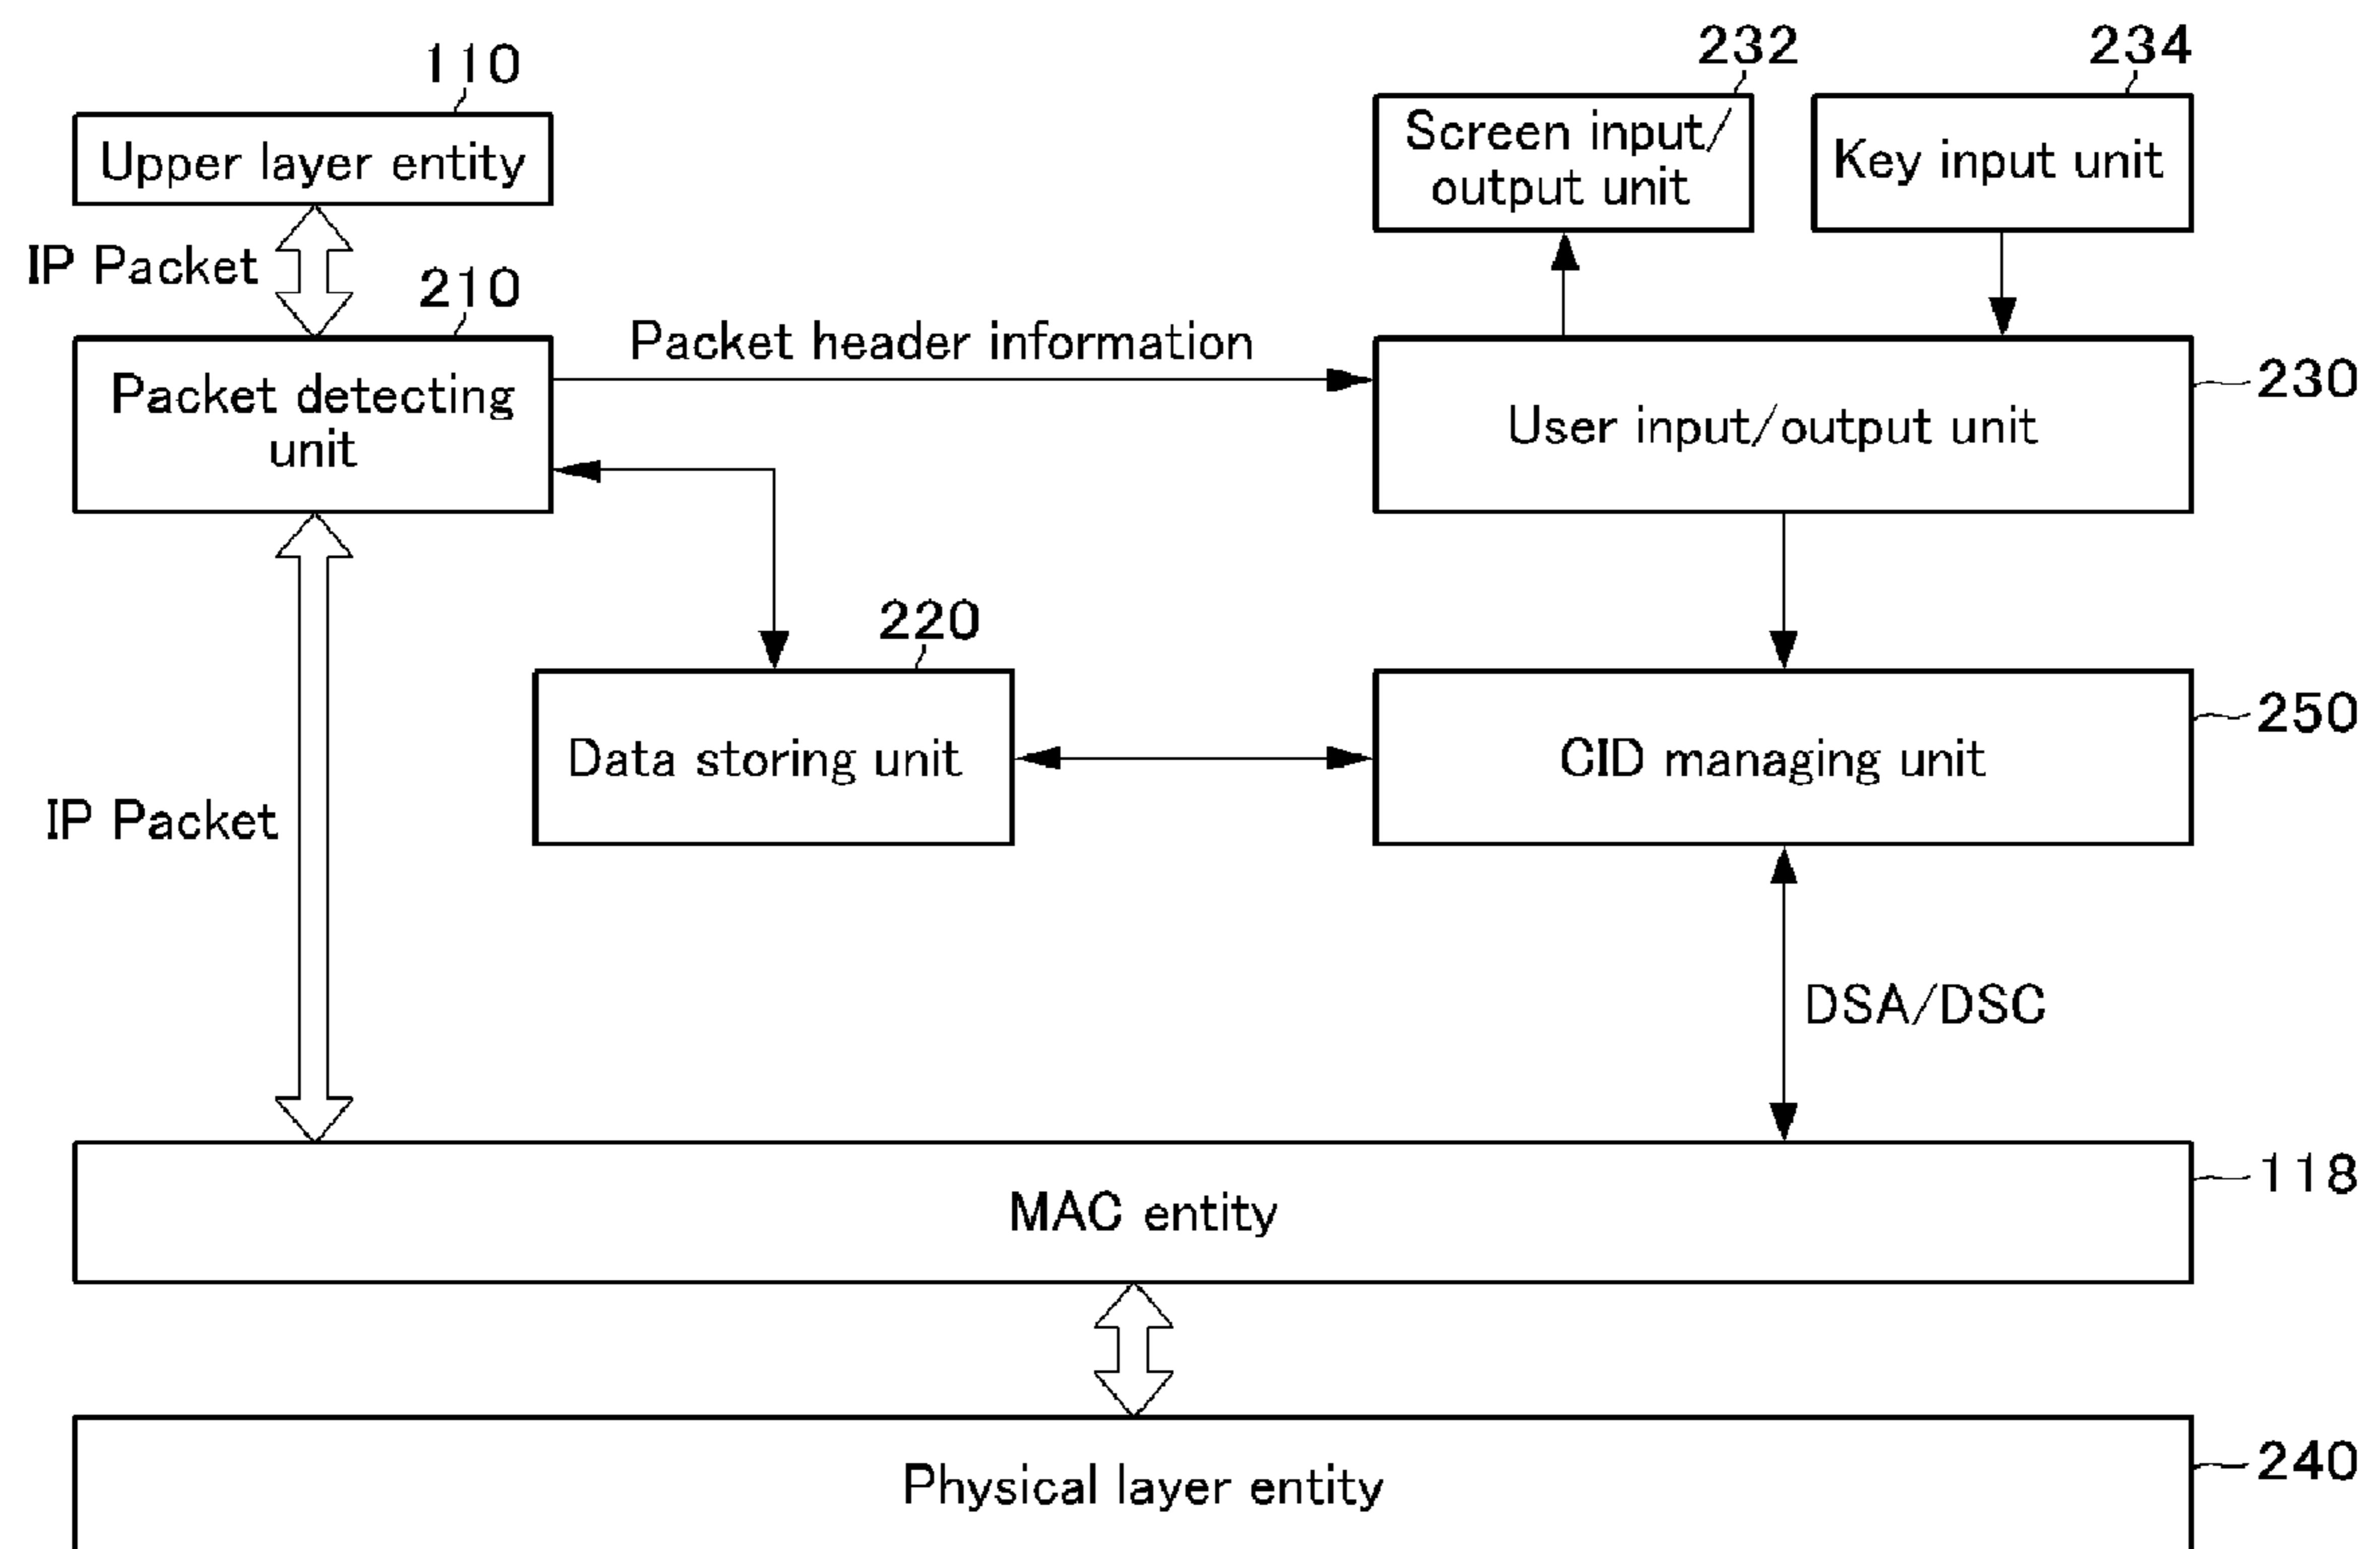 110
232
234
Upper layer entity
Screen input/
output unit
Key input unit
IP Packet
210
Packet header information
Packet detecting
unit
User input/output unit
230
220
Data storing unit
CID managing unit
250
IP Packet
DSA/DSC
MAC entity
118
Physical layer entity
240